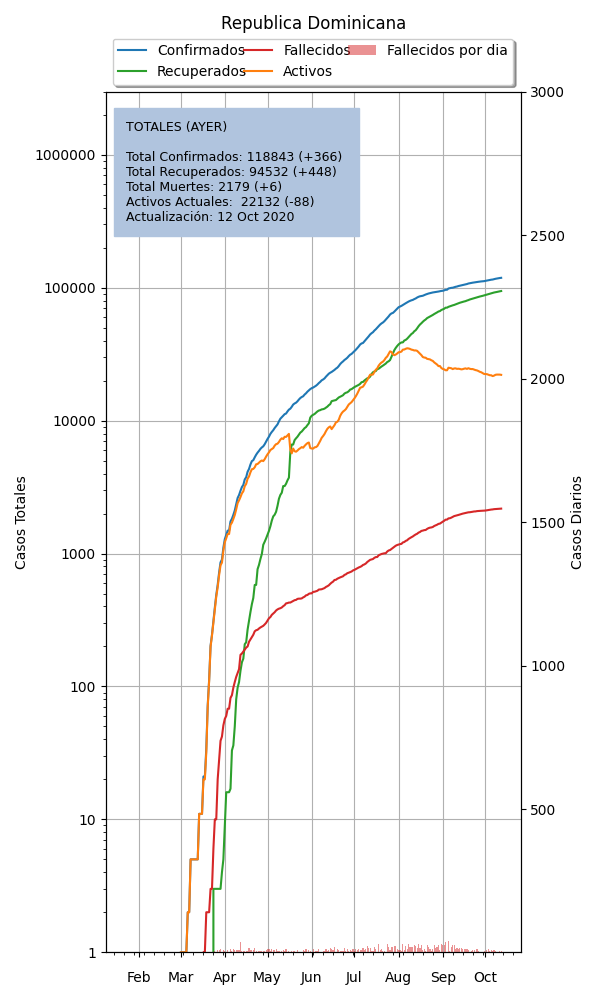 Republica Dominicana
Confirmados Fallecidos Fallecidos por dia
Recuperados Activos
TOTALES (AYER)
Total Confirmados: 118843 (+366)
Total Recuperados: 94532 (+448)
Total Muertes: 2179 (+6)
Activos Actuales:  22132 (-88)
Actualización: 12 Oct 2020
Casos Totales
1000000
100000
10000
1000
100
10
1
3000
2500
2000
1500
1000
500
Casos Diarios
Feb Mar Apr May Jun Jul Aug Sep Oct